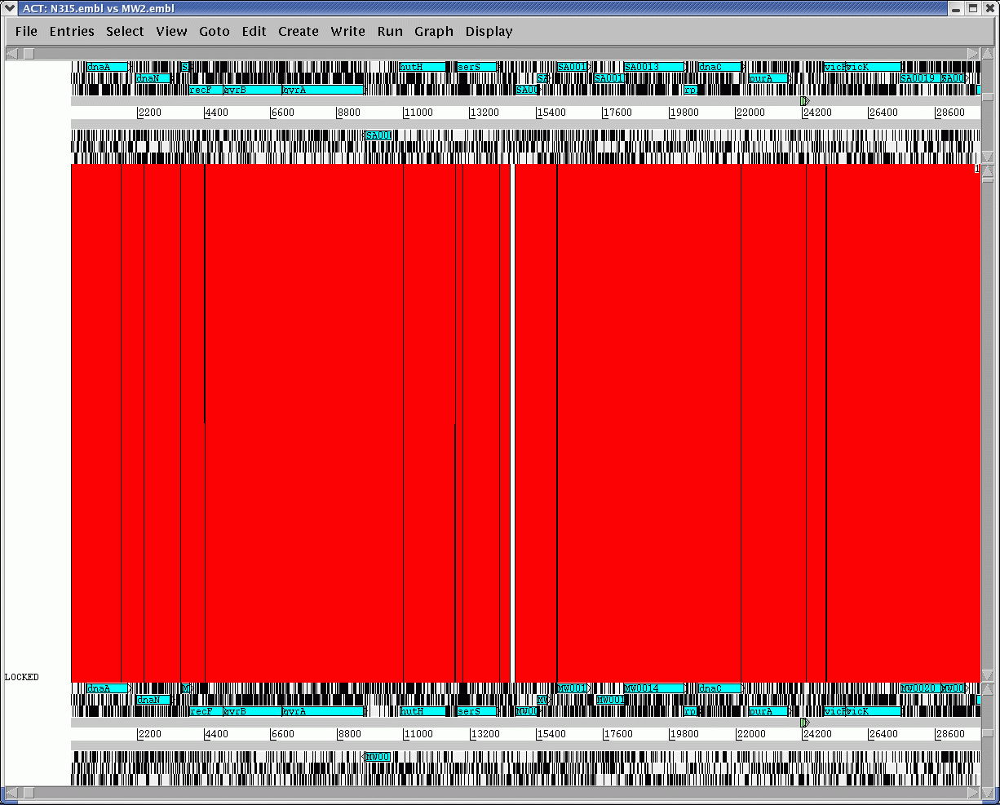 ACT: N315.embl vs MW2.embl
File Entries Select View Goto Edit Create Write Run Graph Display
dnaA S hutH serS SA001 SA0013 dnaC vicR vicK
dnaN SA SA001 purA SA0019 SA00
recF gyrB gyrA SA00 rp
2200 4400 6600 8800 11000 13200 15400 17600 19800 22000 24200 26400 28600
SA00
1
LOCKED
dnaA M MW001 MW0014 dnaC MW0020 MW00
dnaN MW MW001
recF gyrB gyrA hutH serS MW00 rp purA vicR vicK
2200 4400 6600 8800 11000 13200 15400 17600 19800 22000 24200 26400 28600
MW00